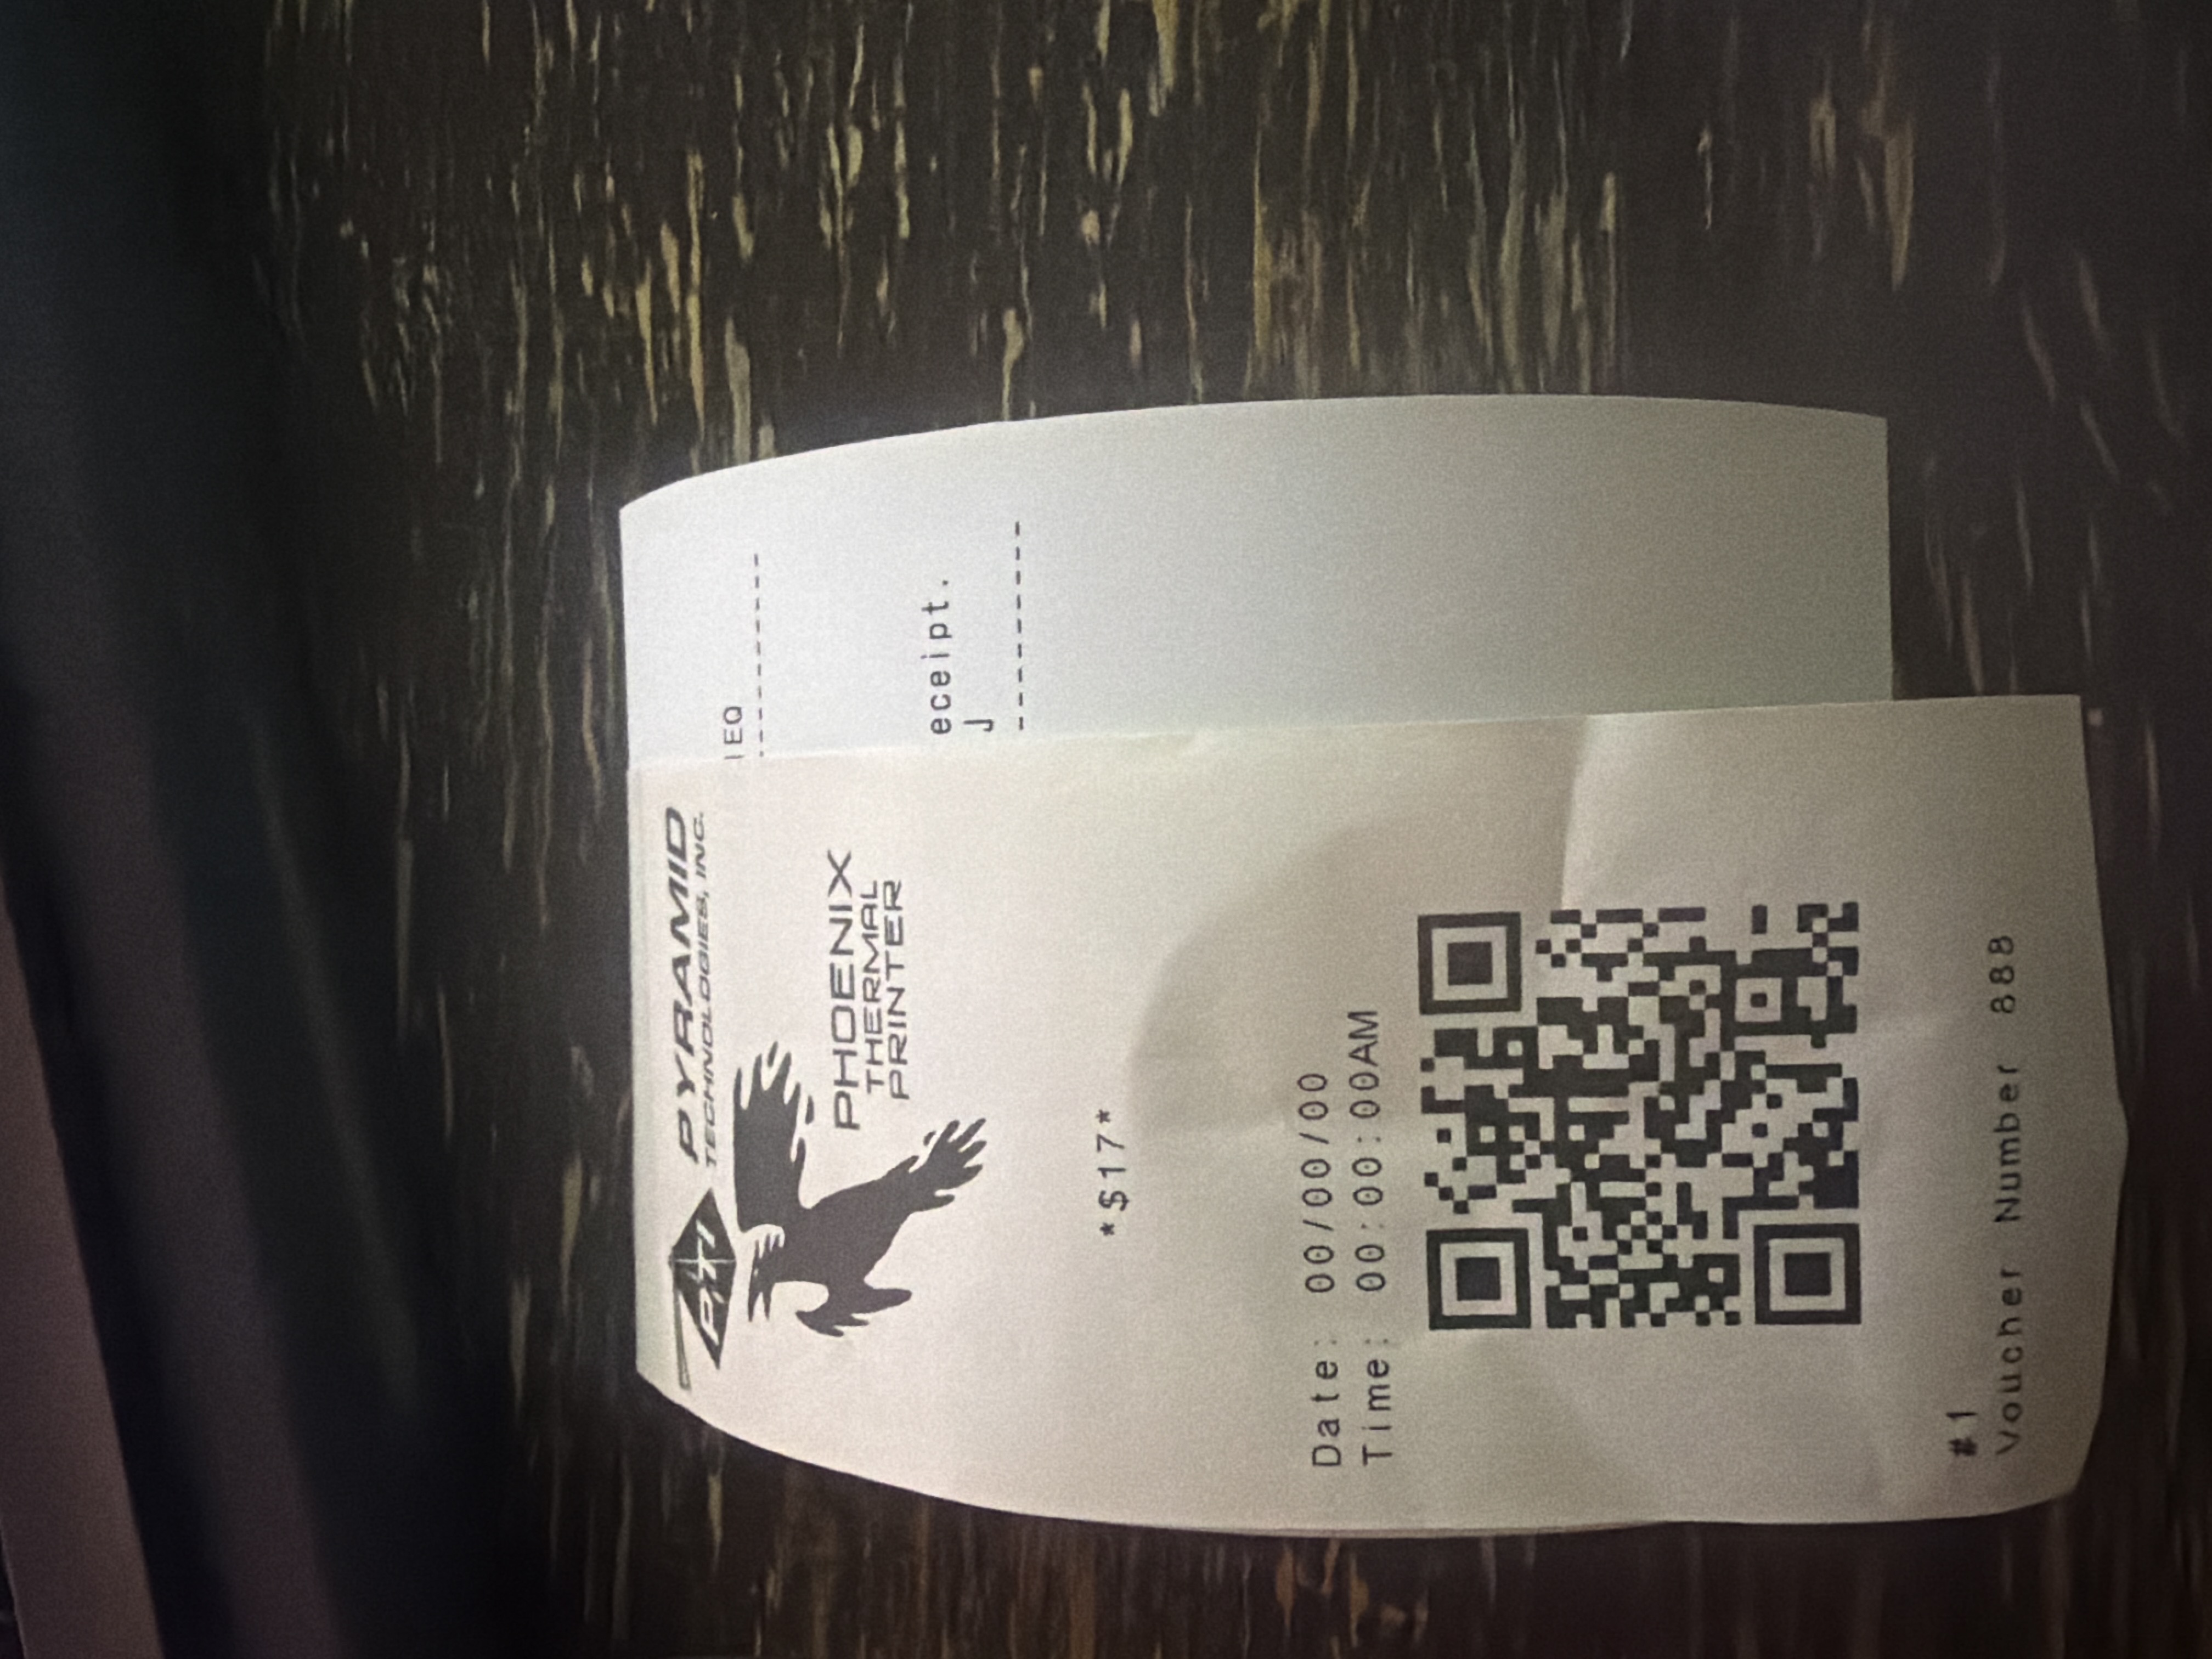 PTI
PYRAMID
TECHNOLOGIES, INC.
PHOENIX
THERMAL
PRINTER
*$17*
Date: 00/00/00
Time: 00:00:00AM
#1
Voucher Number 888
IEQ
-----------
eceipt.
-----------